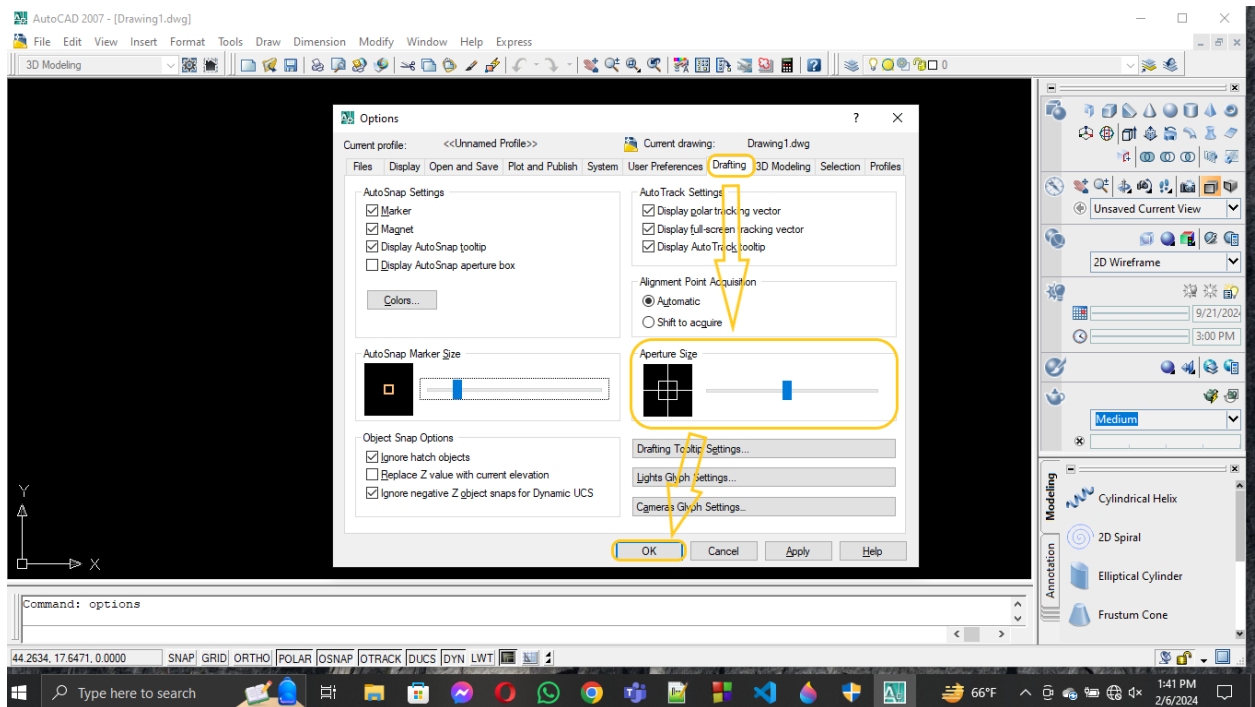 AutoCAD 2007 - [Drawing1.dwg]
File Edit View Insert Format Tools Draw Dimension Modify Window Help Express
3D Modeling
0
Options
Current profile: <<Unnamed Profile>> Current drawing: Drawing1.dwg
Files Display Open and Save Plot and Publish System User Preferences Drafting 3D Modeling Selection Profiles
AutoSnap Settings
Marker
Magnet
Display AutoSnap tooltip
Display AutoSnap aperture box
Colors...
AutoTrack Settings
Display polar tracking vector
Display full-screen tracking vector
Display AutoTrack tooltip
Alignment Point Acquisition
Automatic
Shift to acquire
AutoSnap Marker Size
Aperture Size
Object Snap Options
Ignore hatch objects
Replace Z value with current elevation
Ignore negative Z object snaps for Dynamic UCS
Drafting Tooltip Settings...
Lights Glyph Settings...
Cameras Glyph Settings...
OK Cancel Apply Help
Unsaved Current View
2D Wireframe
9/21/202
3:00 PM
Medium
Modeling
Annotation
Cylindrical Helix
2D Spiral
Elliptical Cylinder
Frustum Cone
Y
X
Command: options
44.2634, 17.6471, 0.0000 SNAP GRID ORTHO POLAR OSNAP OTRACK DUCS DYN LWT
Type here to search
66°F
1:41 PM
2/6/2024